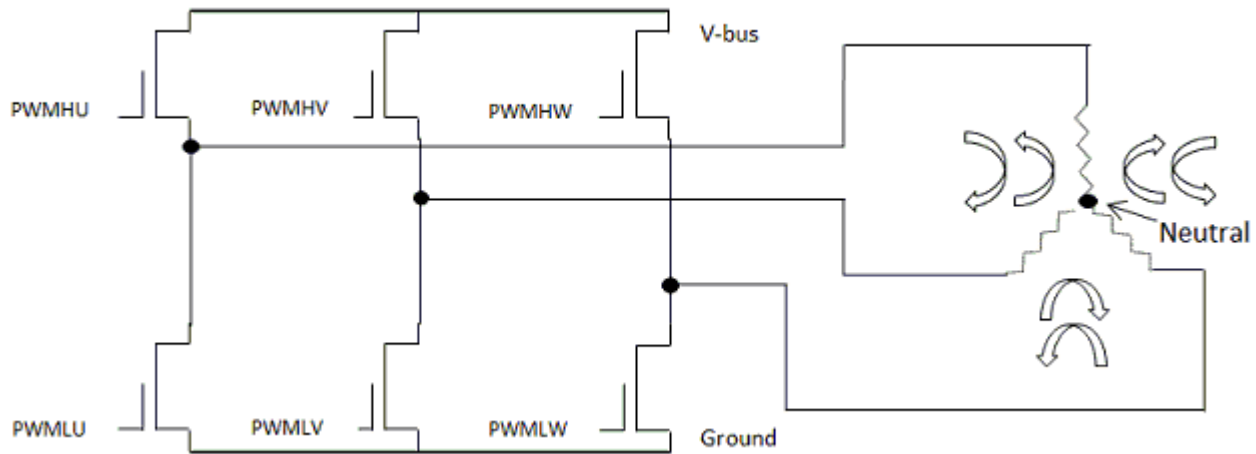 V-bus
PWMHU
PWMHV
PWMHW
Neutral
PWMLU
PWMLV
PWMLW
Ground